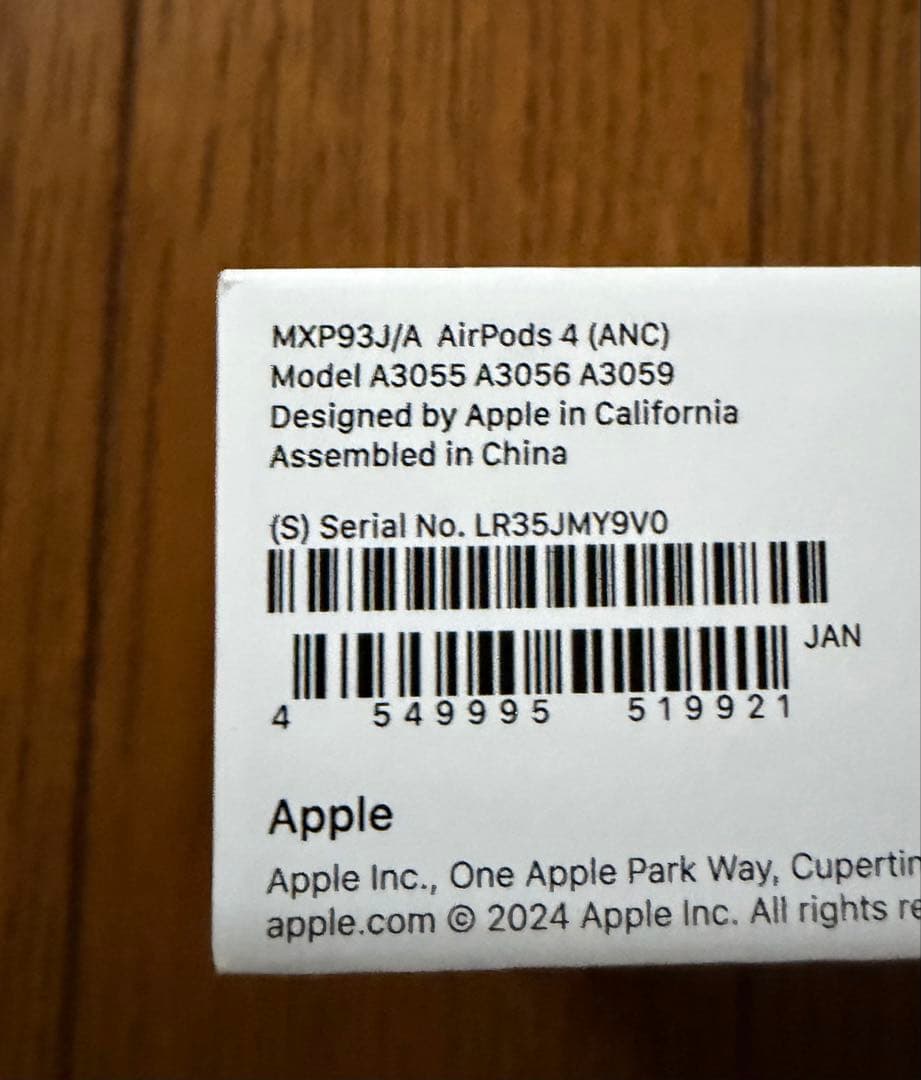 MXP93J/A AirPods 4 (ANC)
Model A3055 A3056 A3059
Designed by Apple in California
Assembled in China
(S) Serial No. LR35JMY9V0
JAN
4 549995 519921
Apple
Apple Inc., One Apple Park Way,
apple.com © 2024 Apple Inc. All rights